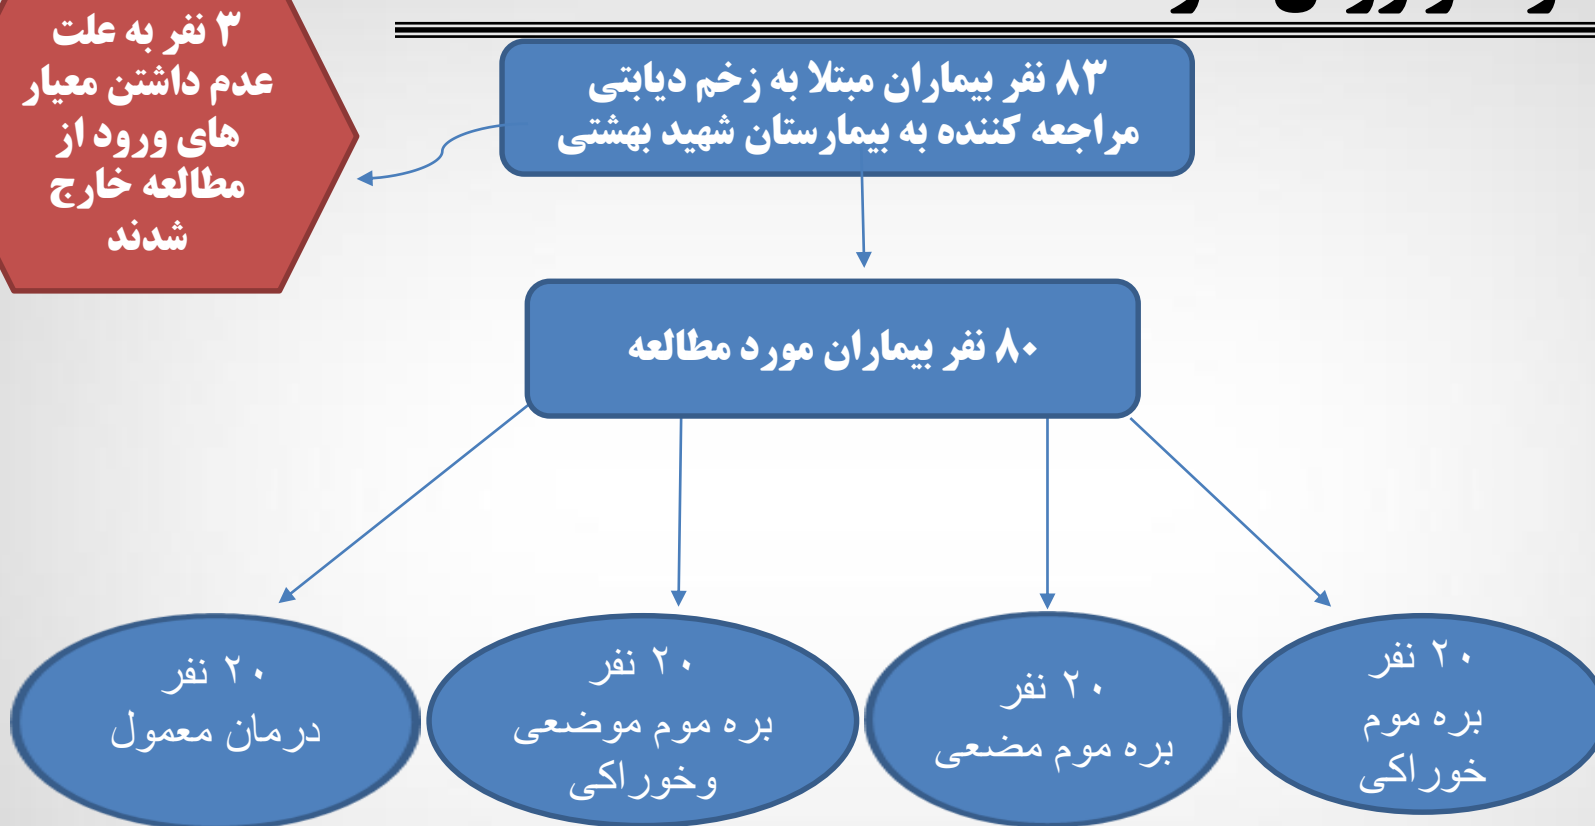 ۸۳ نفر بیماران مبتلا به زخم دیابتی
مراجعه کننده به بیمارستان شهید بهشتی
۳ نفر به علت
عدم داشتن معیار
های ورود از
مطالعه خارج
شدند
۸۰ نفر بیماران مورد مطالعه
۲۰ نفر
بره موم
خوراکی
۲۰ نفر
بره موم مضعی
۲۰ نفر
بره موم موضعی
وخوراکی
۲۰ نفر
درمان معمول